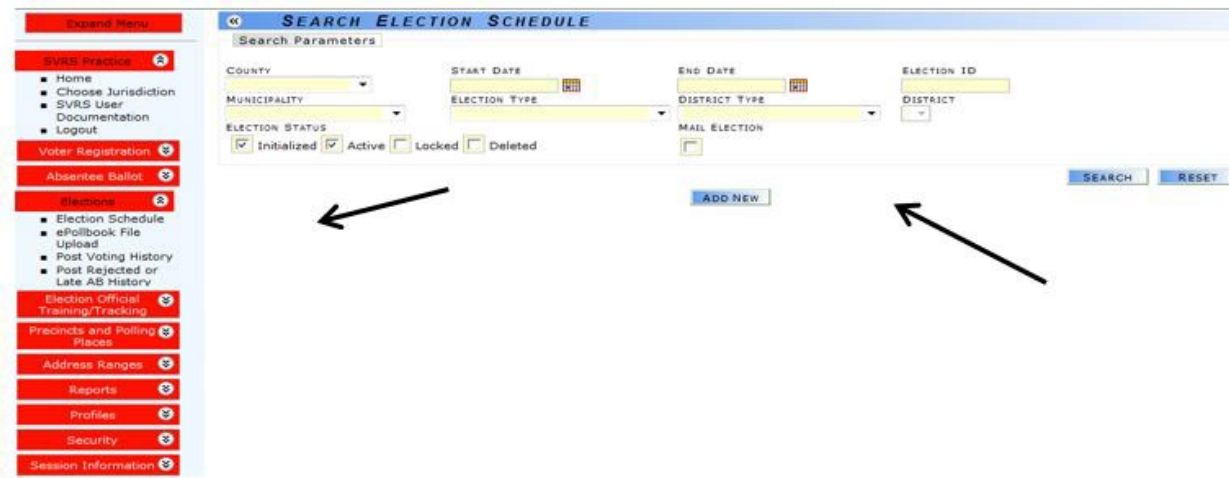 Expand Menu
SVRS Practice
Home
Choose Jurisdiction
SVRS User
Documentation
Logout
Voter Registration
Absentee Ballot
Elections
Election Schedule
ePollbook File
Upload
Post Voting History
Post Rejected or
Late AB History
Election Official
Training/Tracking
Precincts and Polling
Places
Address Ranges
Reports
Profiles
Security
Session Information
SEARCH ELECTION SCHEDULE
Search Parameters
COUNTY START DATE END DATE ELECTION ID
MUNICIPALITY ELECTION TYPE DISTRICT TYPE DISTRICT
ELECTION STATUS MAIL ELECTION
Initialized Active Locked Deleted
SEARCH RESET
ADD NEW